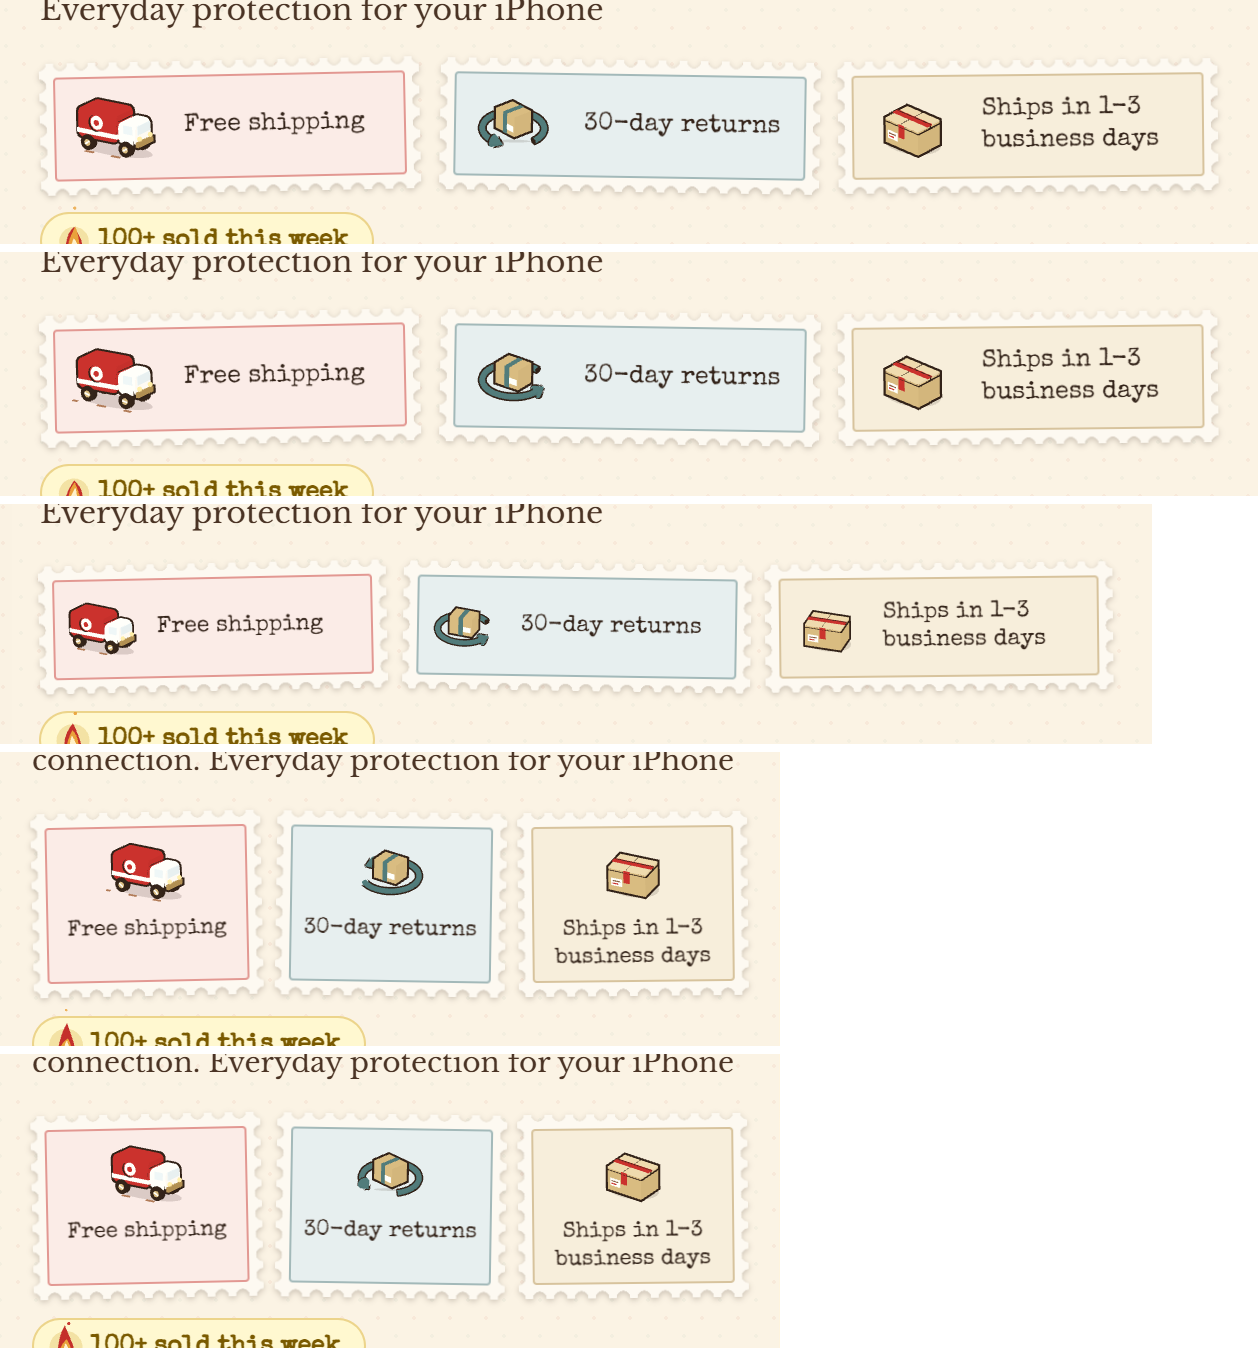 Everyday protection for your iPhone
Free shipping
30-day returns
Ships in 1-3
business days
100+ sold this week
Everyday protection for your iPhone
Free shipping
30-day returns
Ships in 1-3
business days
100+ sold this week
Everyday protection for your iPhone
Free shipping
30-day returns
Ships in 1-3
business days
100+ sold this week
connection. Everyday protection for your iPhone
Free shipping
30-day returns
Ships in 1-3
business days
100+ sold this week
connection. Everyday protection for your iPhone
Free shipping
30-day returns
Ships in 1-3
business days
100+ sold this week